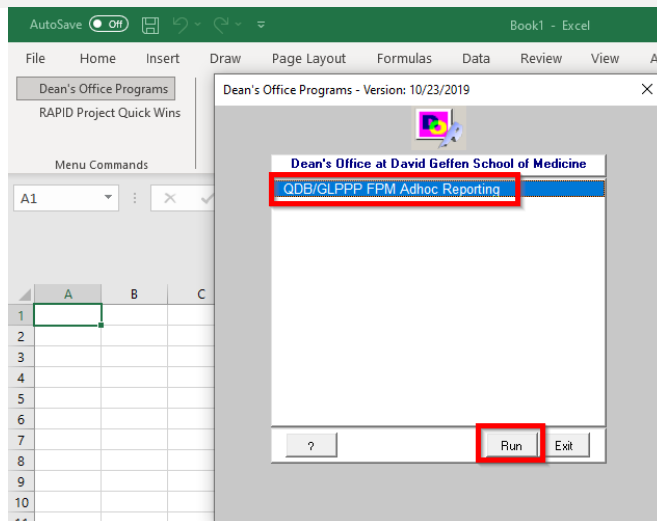 AutoSave Off Book1 - Excel
File Home Insert Draw Page Layout Formulas Data Review View A
Dean's Office Programs
RAPID Project Quick Wins
Menu Commands
Dean's Office Programs - Version: 10/23/2019
Dean's Office at David Geffen School of Medicine
QDB/GLPPP FPM Adhoc Reporting
A1
A B C
1
2
3
4
5
6
7
8
9
10
? Run Exit